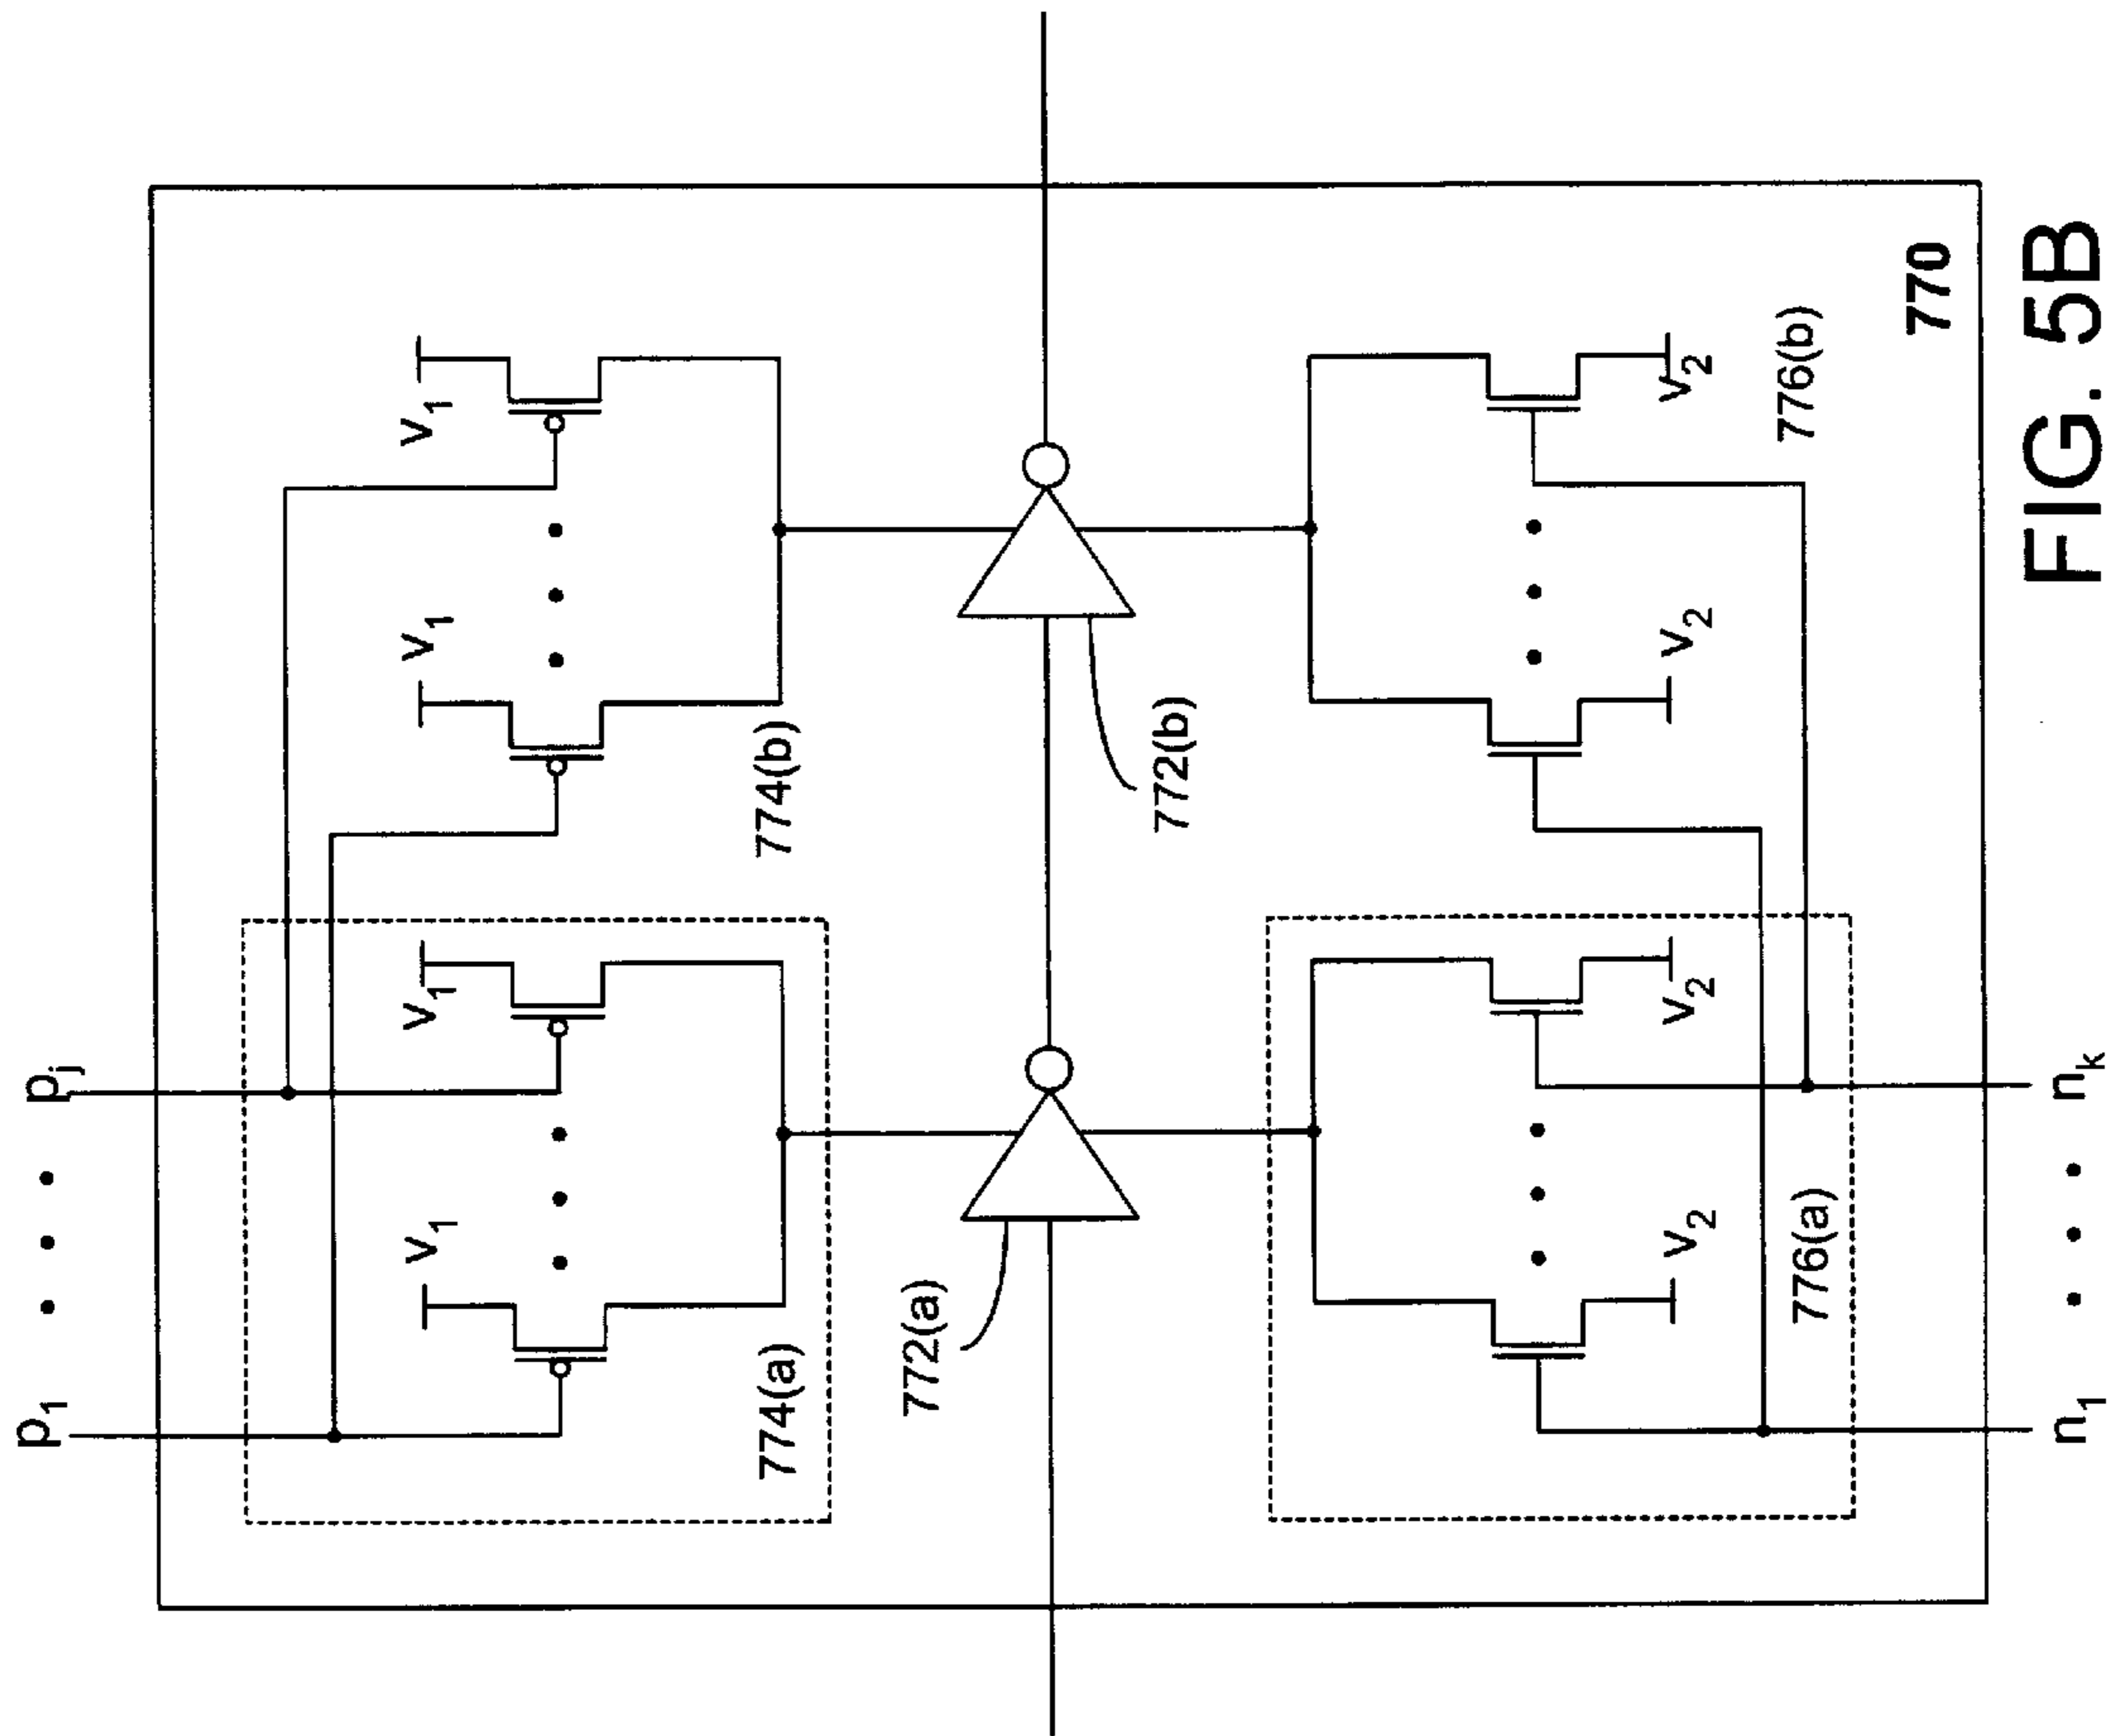 p1 • • • pj
V1
V1
V1
V1
774(a)
774(b)
772(a)
772(b)
V2
V2
V2
V2
776(a)
776(b)
n1 • • • nk
770
FIG. 5B